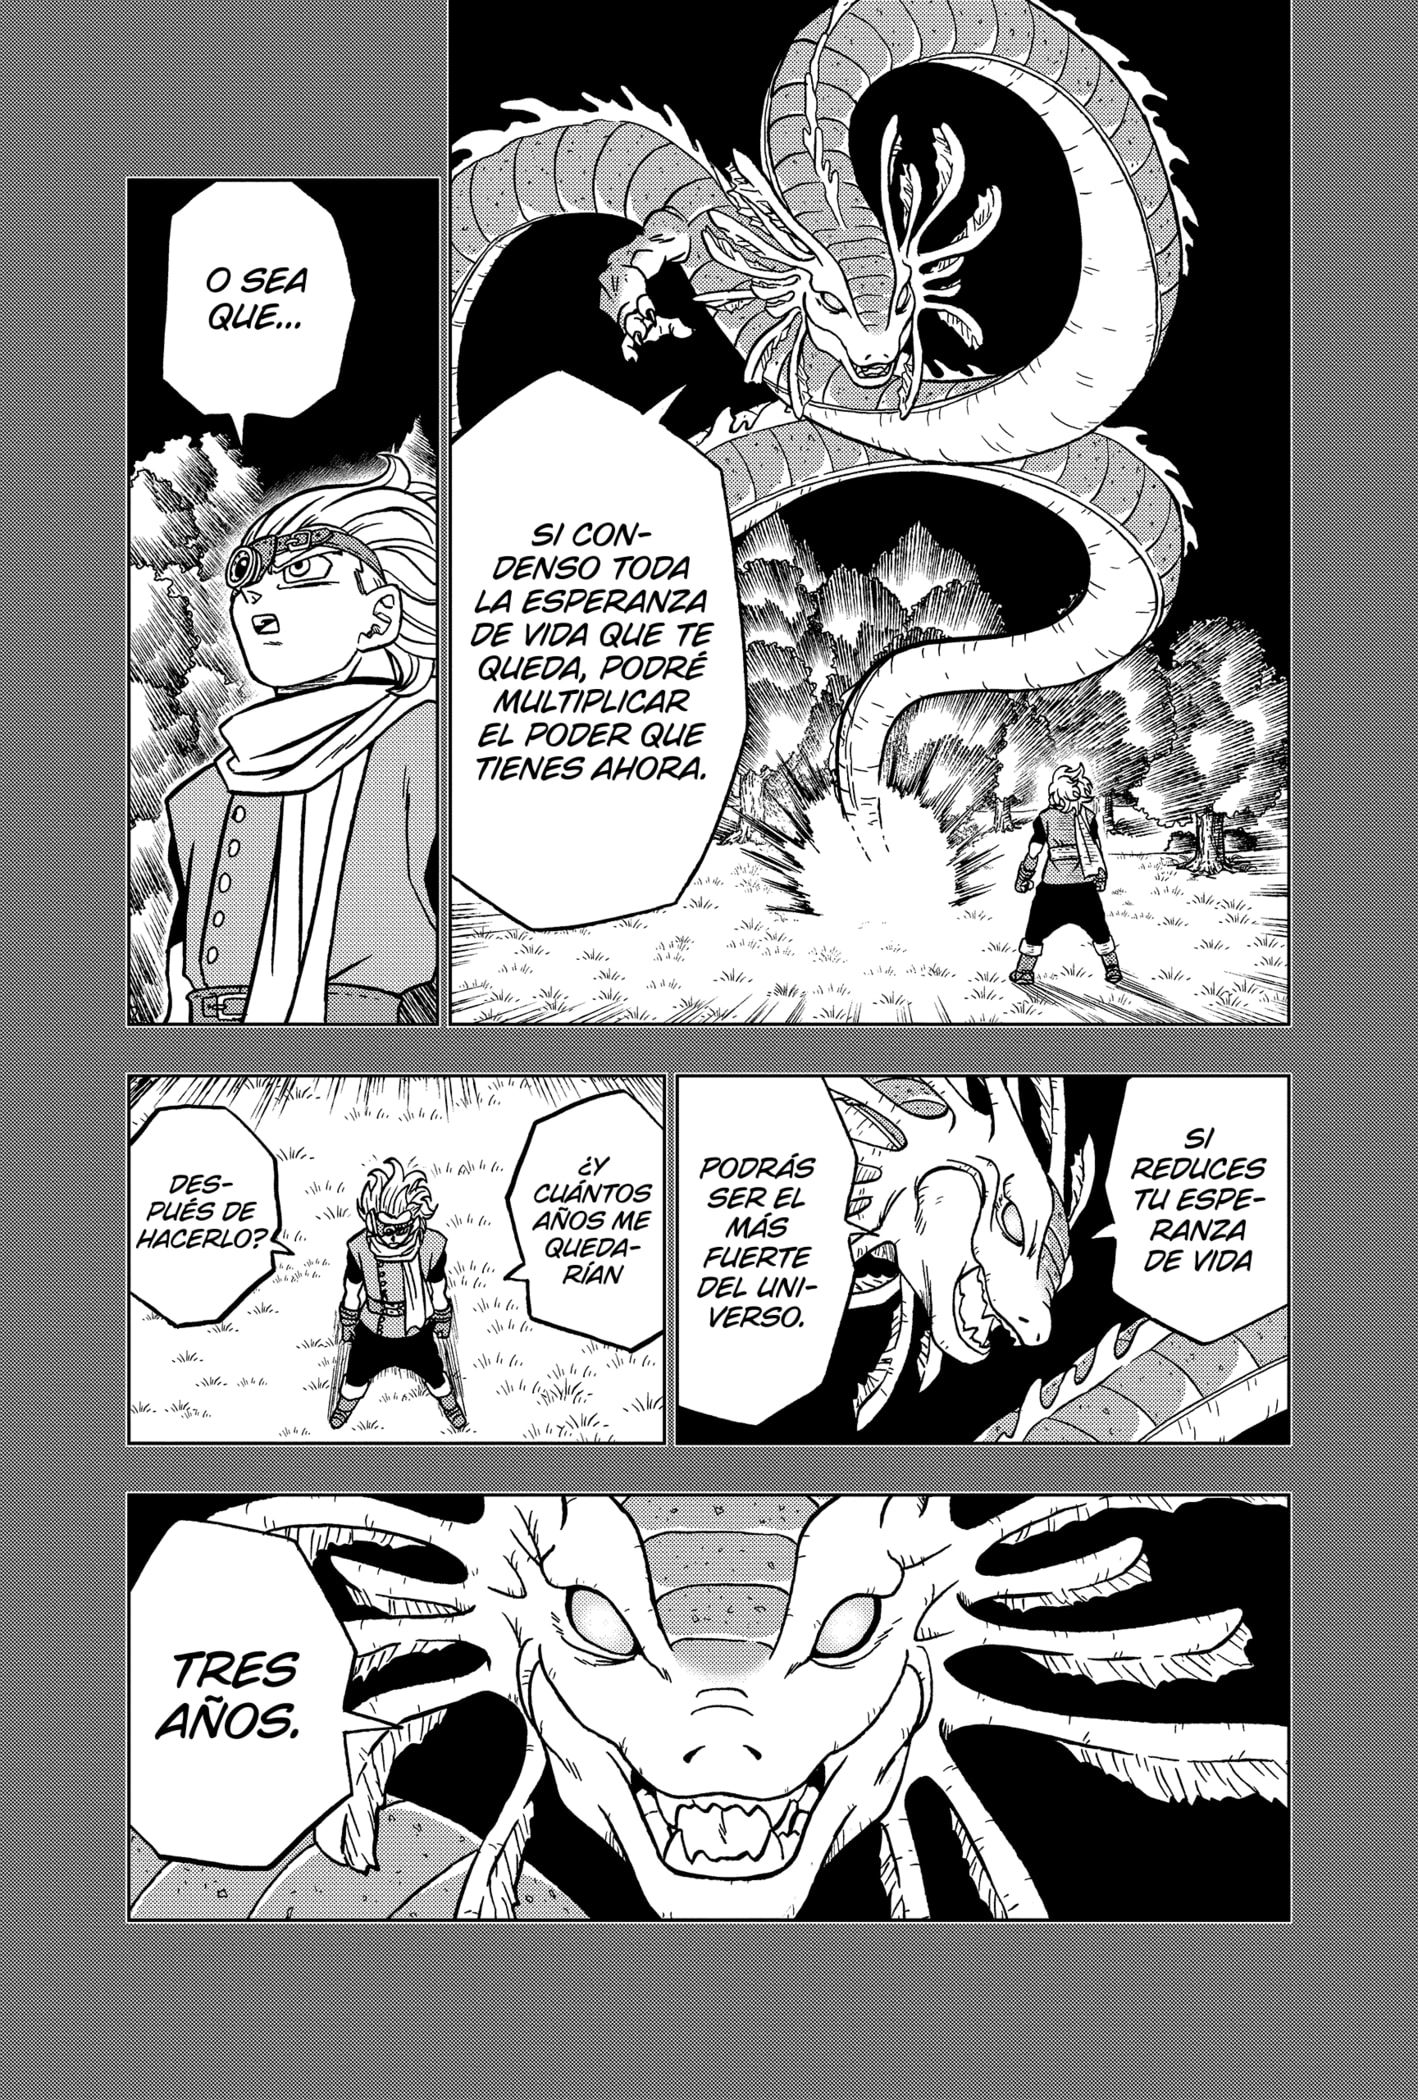 SI CON-
DENSO TODA
LA ESPERANZA
DE VIDA QUE TE
QUEDA, PODRÉ
MULTIPLICAR
EL PODER QUE
TIENES AHORA.
O SEA
QUE...
SI
REDUCES
TU ESPE-
RANZA
DE VIDA
PODRÁS
SER EL
MÁS
FUERTE
DEL UNI-
VERSO.
¿Y
CUÁNTOS
AÑOS ME
QUEDA-
RÍAN
DES-
PUÉS DE
HACERLO?
TRES
AÑOS.